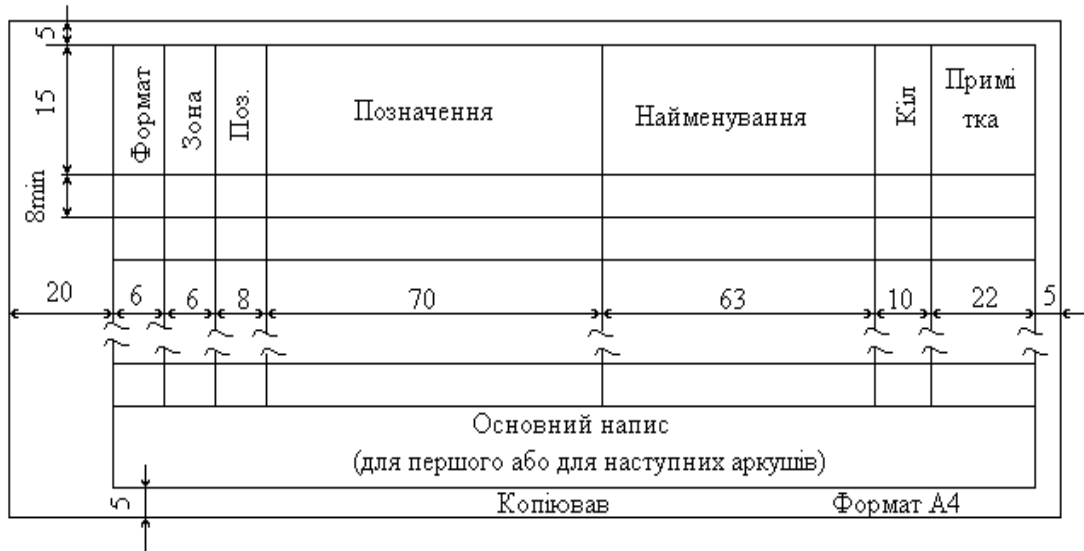 5
15
8min
Формат
Зона
Поз.
Позначення
Найменування
Кіл
Примі
тка
20
6
6
8
70
63
10
22
5
Основний напис
(для першого або для наступних аркушів)
5
Копіював
Формат А4